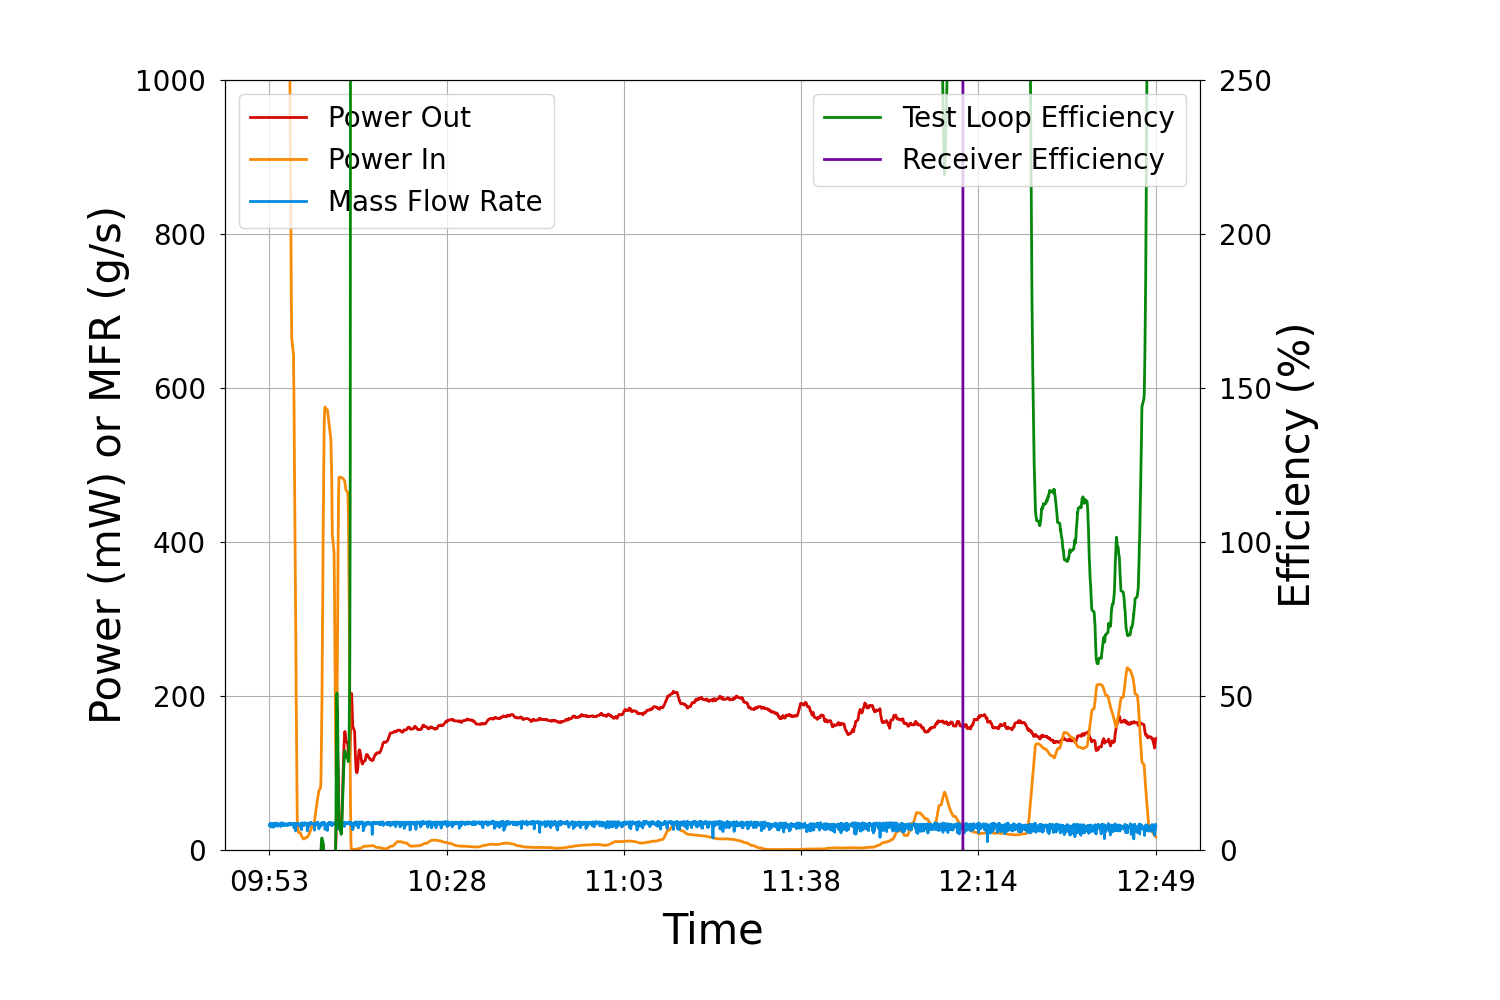 Power (mW) or MFR (g/s)
1000
800
600
400
200
0
Power Out
Power In
Mass Flow Rate
Test Loop Efficiency
Receiver Efficiency
250
200
150
100
50
0
Efficiency (%)
09:53 10:28 11:03 11:38 12:14 12:49
Time